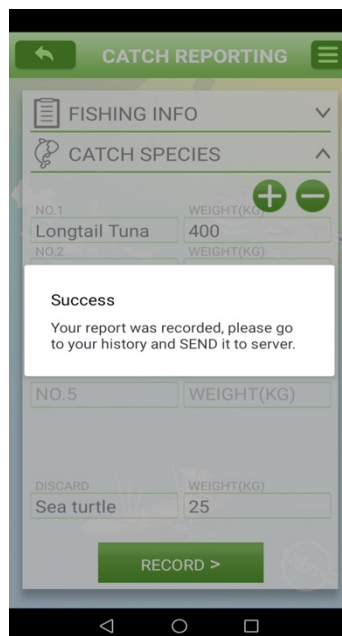 CATCH REPORTING
FISHING INFO
CATCH SPECIES
NO.1 WEIGHT(KG)
Longtail Tuna 400
NO.2 WEIGHT(KG)
Success
Your report was recorded, please go
to your history and SEND it to server.
NO.5 WEIGHT(KG)
DISCARD WEIGHT(KG)
Sea turtle 25
RECORD >